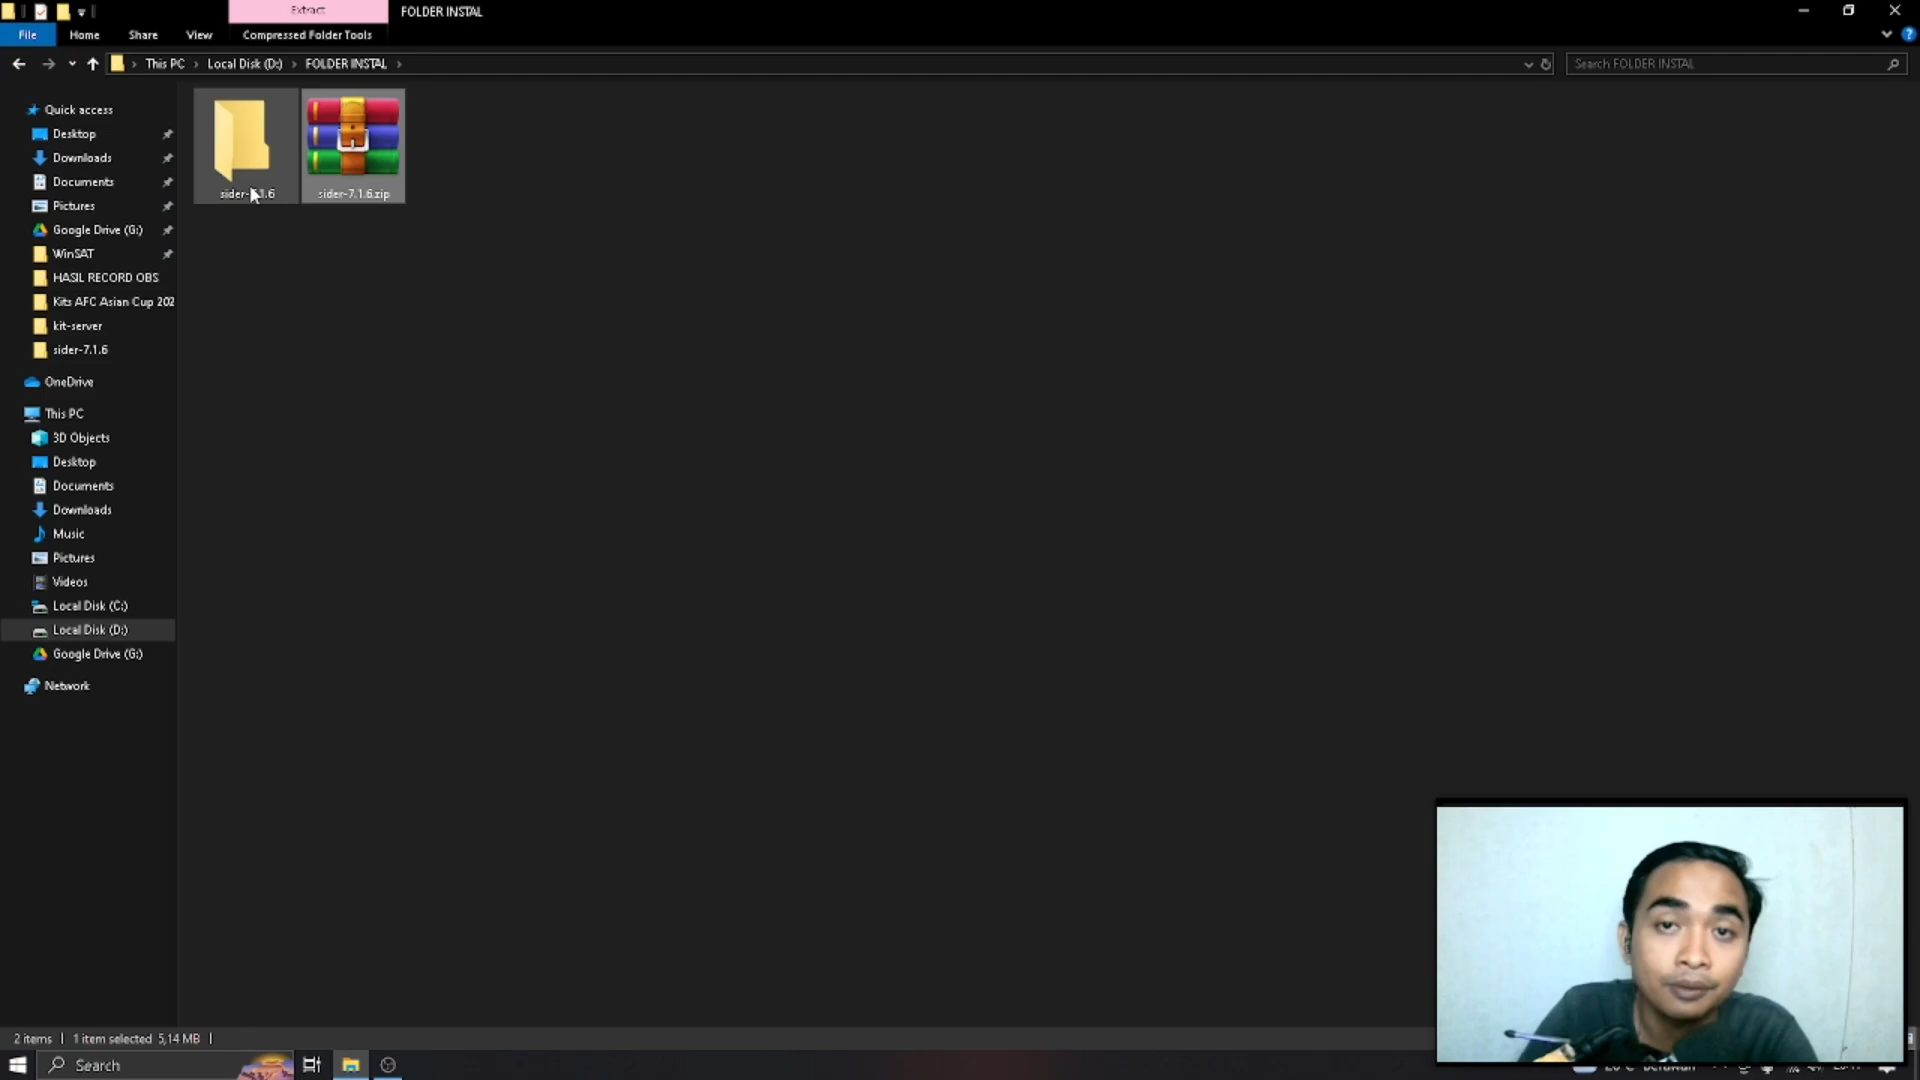 Extract
FOLDER INSTAL
File
Home
Share
View
Compressed Folder Tools
This PC
Local Disk (D:)
FOLDER INSTAL
Search FOLDER INSTAL
sider-7.1.6.zip
Quick access
Desktop
Downloads
Documents
Pictures
Google Drive (G:)
WinSAT
HASIL RECORD OBS
Kits AFC Asian Cup 202
kit-server
sider-7.1.6
OneDrive
This PC
3D Objects
Desktop
Documents
Downloads
Music
Pictures
Videos
Local Disk (C:)
Local Disk (D:)
Google Drive (G:)
Network
2 items
1 item selected 5,14 MB
Search